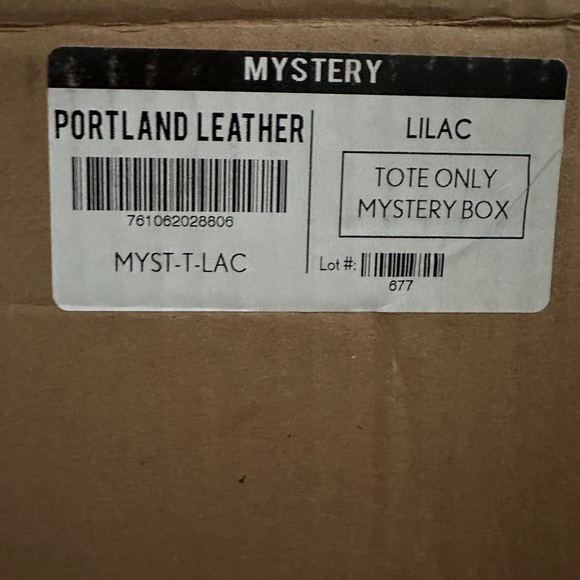 MYSTERY
PORTLAND LEATHER
761062028806
MYST-T-LAC
LILAC
TOTE ONLY
MYSTERY BOX
Lot #:
677